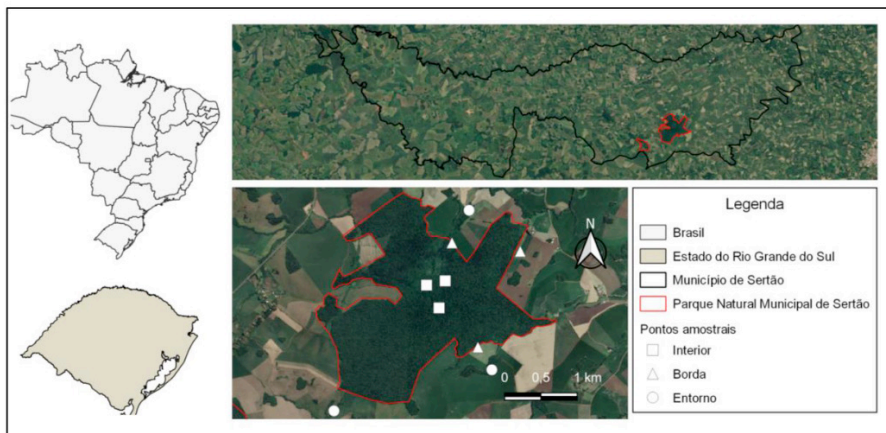 N
0 0,5 1 km
Legenda
Brasil
Estado do Rio Grande do Sul
Município de Sertão
Parque Natural Municipal de Sertão
Pontos amostrais
Interior
Borda
Entorno